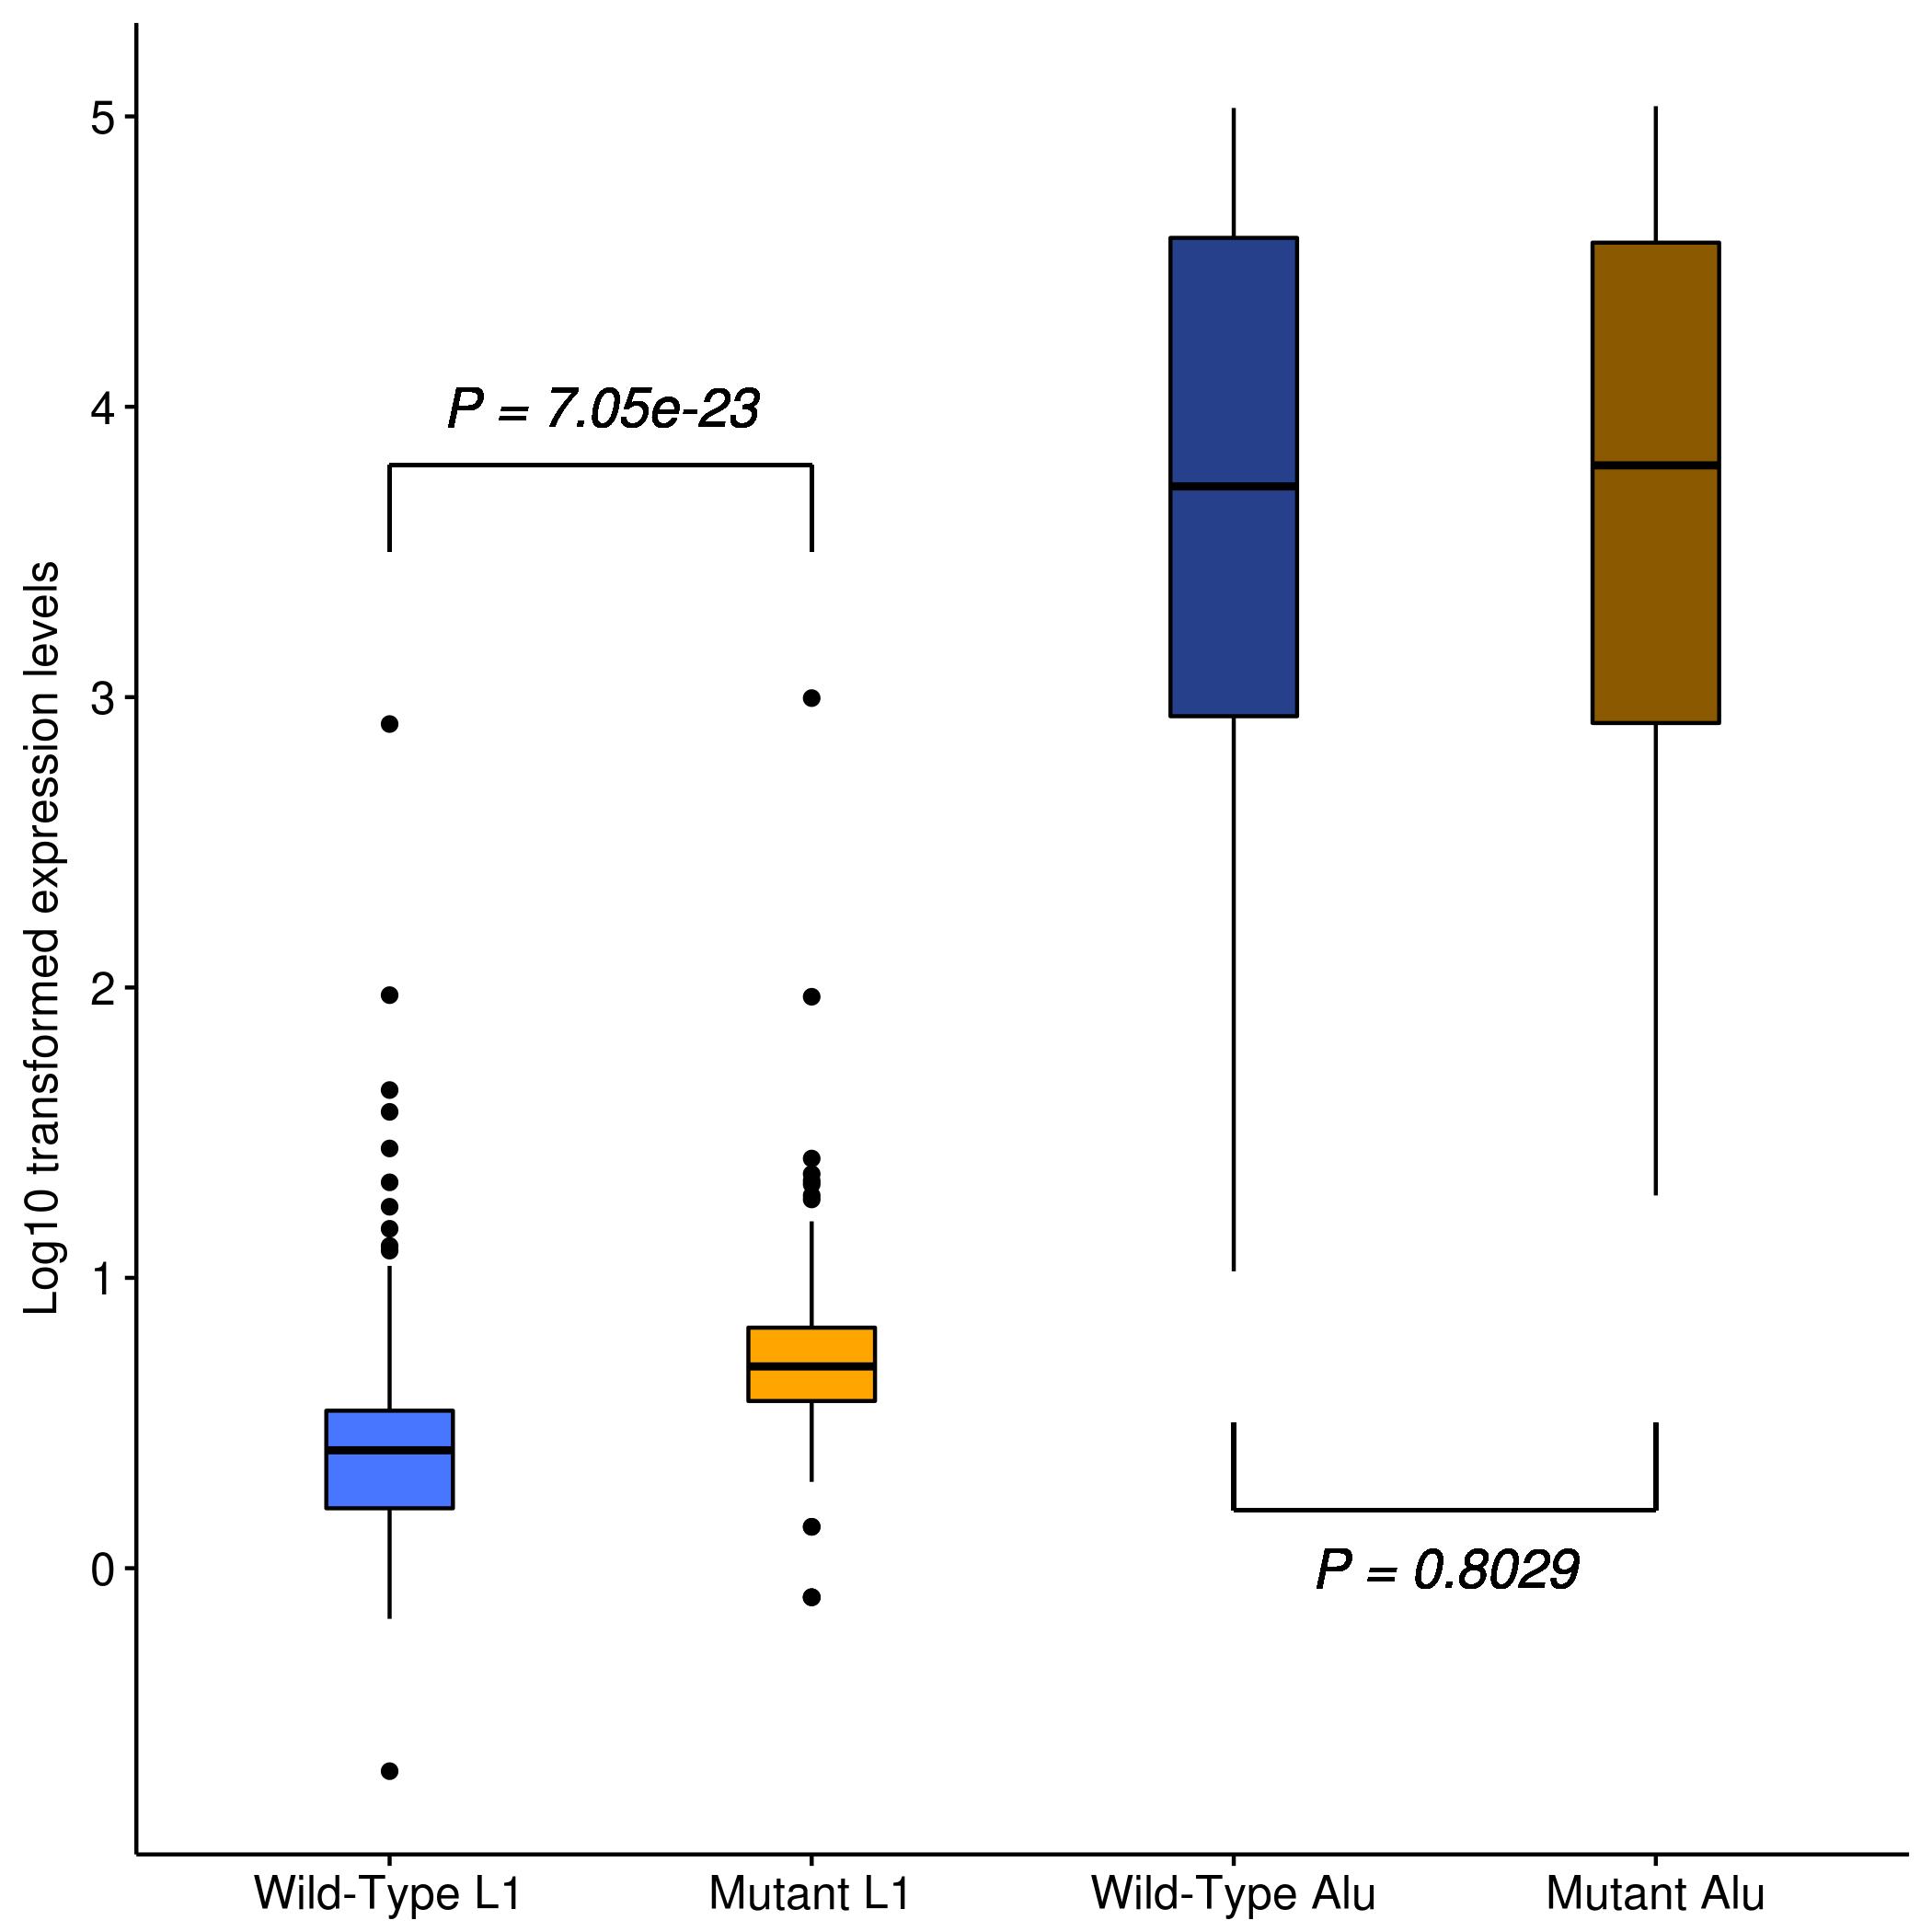 Log10 transformed expression levels
5
4
3
2
1
0
P = 7.05e-23
P = 0.8029
Wild-Type L1
Mutant L1
Wild-Type Alu
Mutant Alu